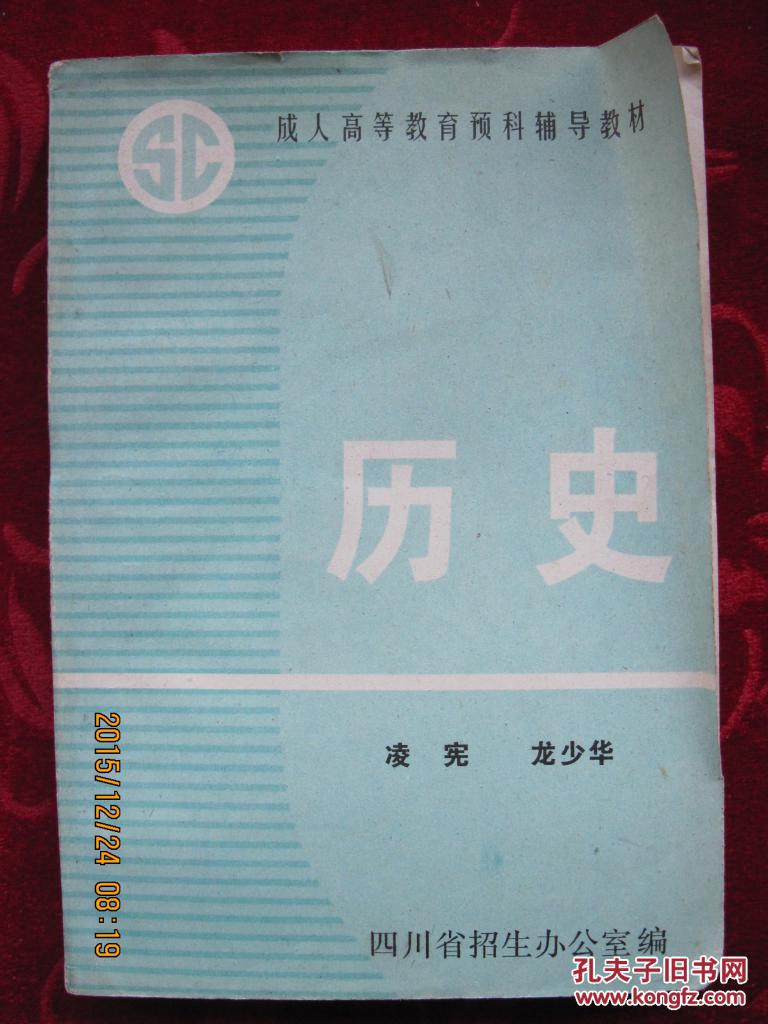 SC
成人高等教育预科辅导教材
历史
凌宪 龙少华
四川省招生办公室编
2015/12/24 08:19
孔夫子旧书网
www.kongfz.com